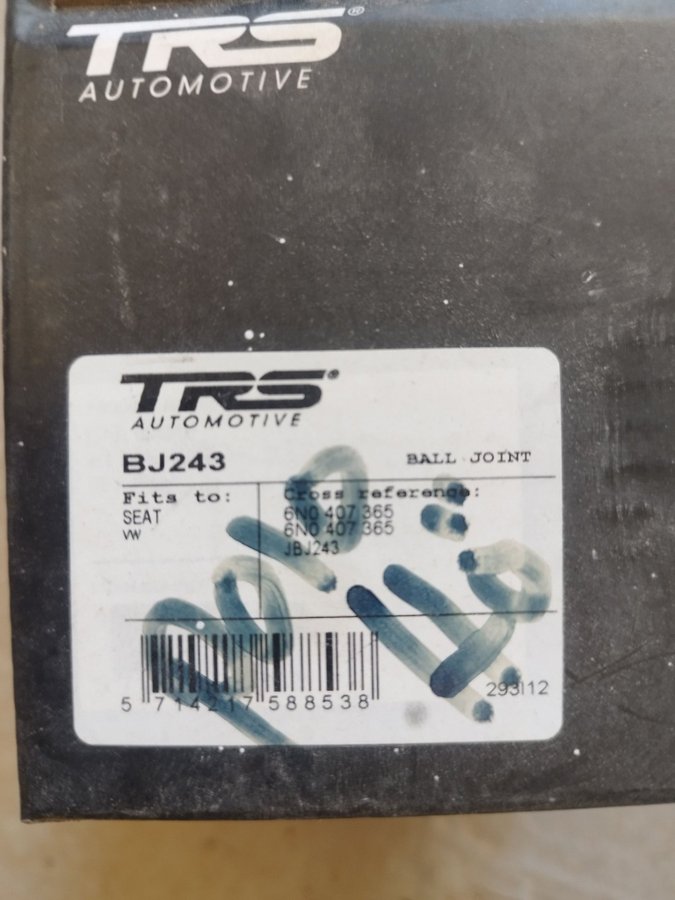 TRS®
AUTOMOTIVE
TRS®
AUTOMOTIVE
BJ243 BALL JOINT
Fits to: Cross reference:
SEAT 6N0 407 365
VW 6N0 407 365
JBJ243
5 714217 588538
293112